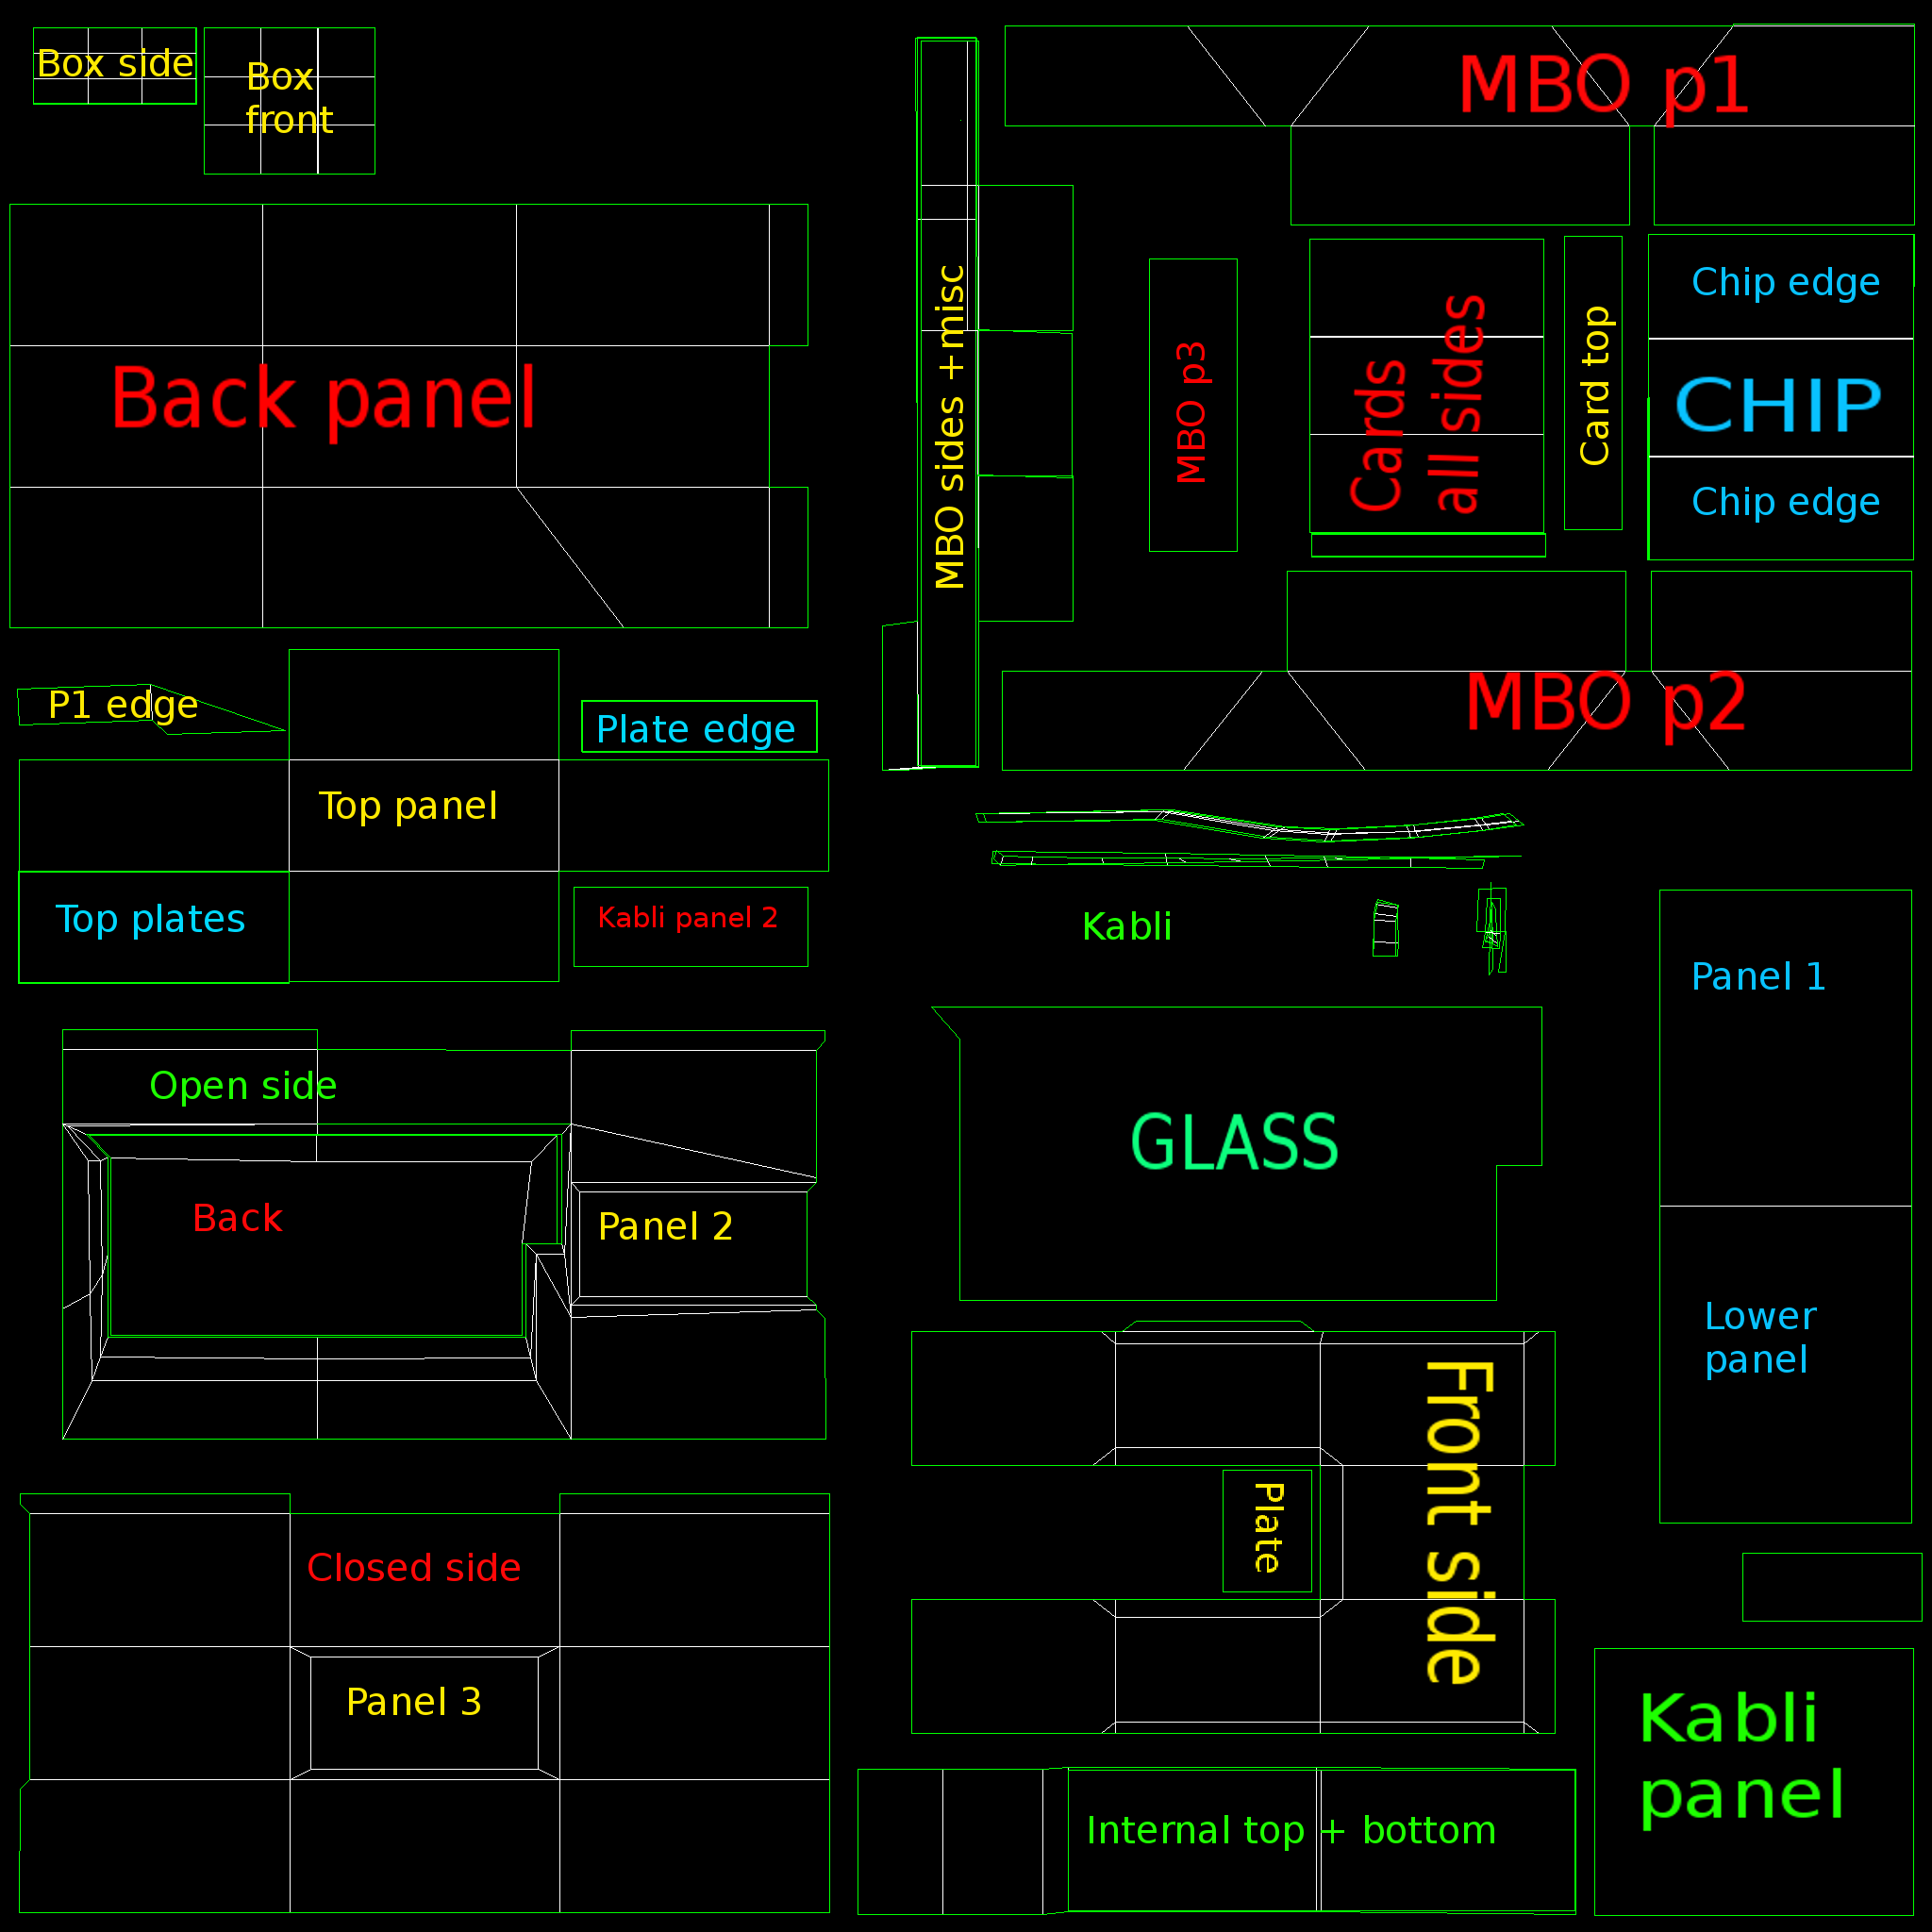 Box side
Box
front
MBO p1
Back panel
MBO sides +misc
MBO p3
Cards
all sides
Card top
Chip edge
CHIP
Chip edge
P1 edge
Plate edge
MBO p2
Top panel
Top plates
Kabli panel 2
Kabli
Panel 1
Open side
GLASS
Back
Panel 2
Lower
panel
Front side
Plate
Closed side
Panel 3
Kabli
panel
Internal top + bottom